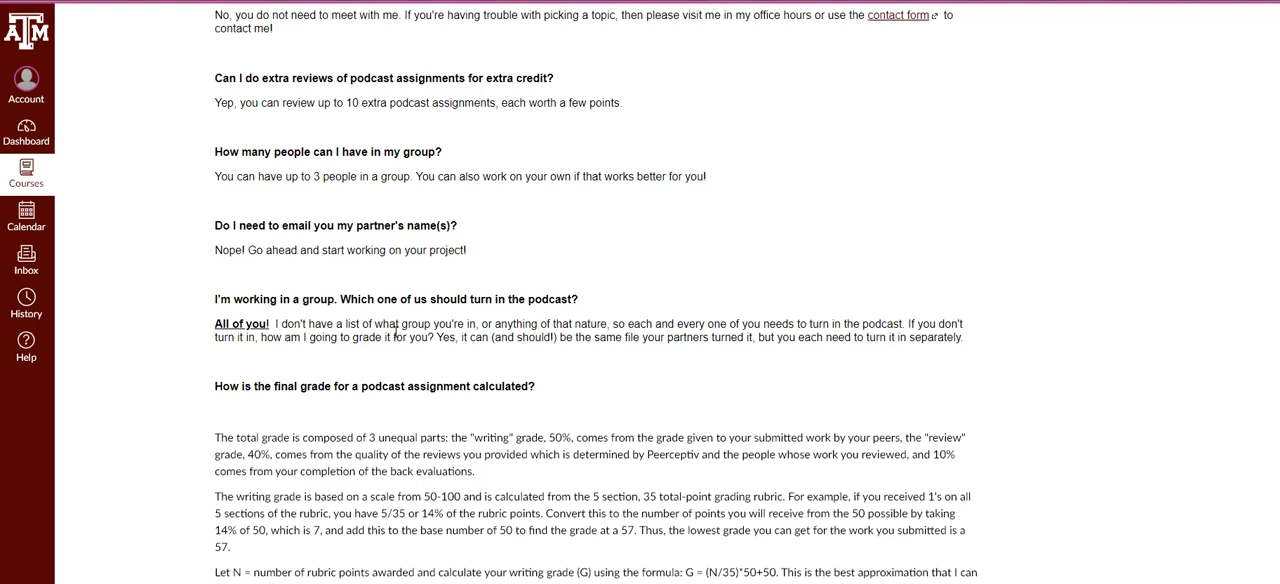 No, you do not need to meet with me. If you're having trouble with picking a topic, then please visit me in my office hours or use the contact form to
contact me!
Can I do extra reviews of podcast assignments for extra credit?
Yep, you can review up to 10 extra podcast assignments, each worth a few points.
How many people can I have in my group?
You can have up to 3 people in a group. You can also work on your own if that works better for you!
Do I need to email you my partner's name(s)?
Nope! Go ahead and start working on your project!
I'm working in a group. Which one of us should turn in the podcast?
All of you! I don't have a list of what group you're in, or anything of that nature, so each and every one of you needs to turn in the podcast. If you don't
turn it in, how am I going to grade it for you? Yes, it can (and should!) be the same file your partners turned it, but you each need to turn it in separately.
How is the final grade for a podcast assignment calculated?
The total grade is composed of 3 unequal parts: the "writing" grade, 50%, comes from the grade given to your submitted work by your peers, the "review"
grade, 40%, comes from the quality of the reviews you provided which is determined by Peerceptiv and the people whose work you reviewed, and 10%
comes from your completion of the back evaluations.
The writing grade is based on a scale from 50-100 and is calculated from the 5 section, 35 total-point grading rubric. For example, if you received 1's on all
5 sections of the rubric, you have 5/35 or 14% of the rubric points. Convert this to the number of points you will receive from the 50 possible by taking
14% of 50, which is 7, and add this to the base number of 50 to find the grade at a 57. Thus, the lowest grade you can get for the work you submitted is a
57.
Let N = number of rubric points awarded and calculate your writing grade (G) using the formula: G = (N/35)*50+50. This is the best approximation that I can
ATM
Account
Dashboard
Courses
Calendar
Inbox
History
Help